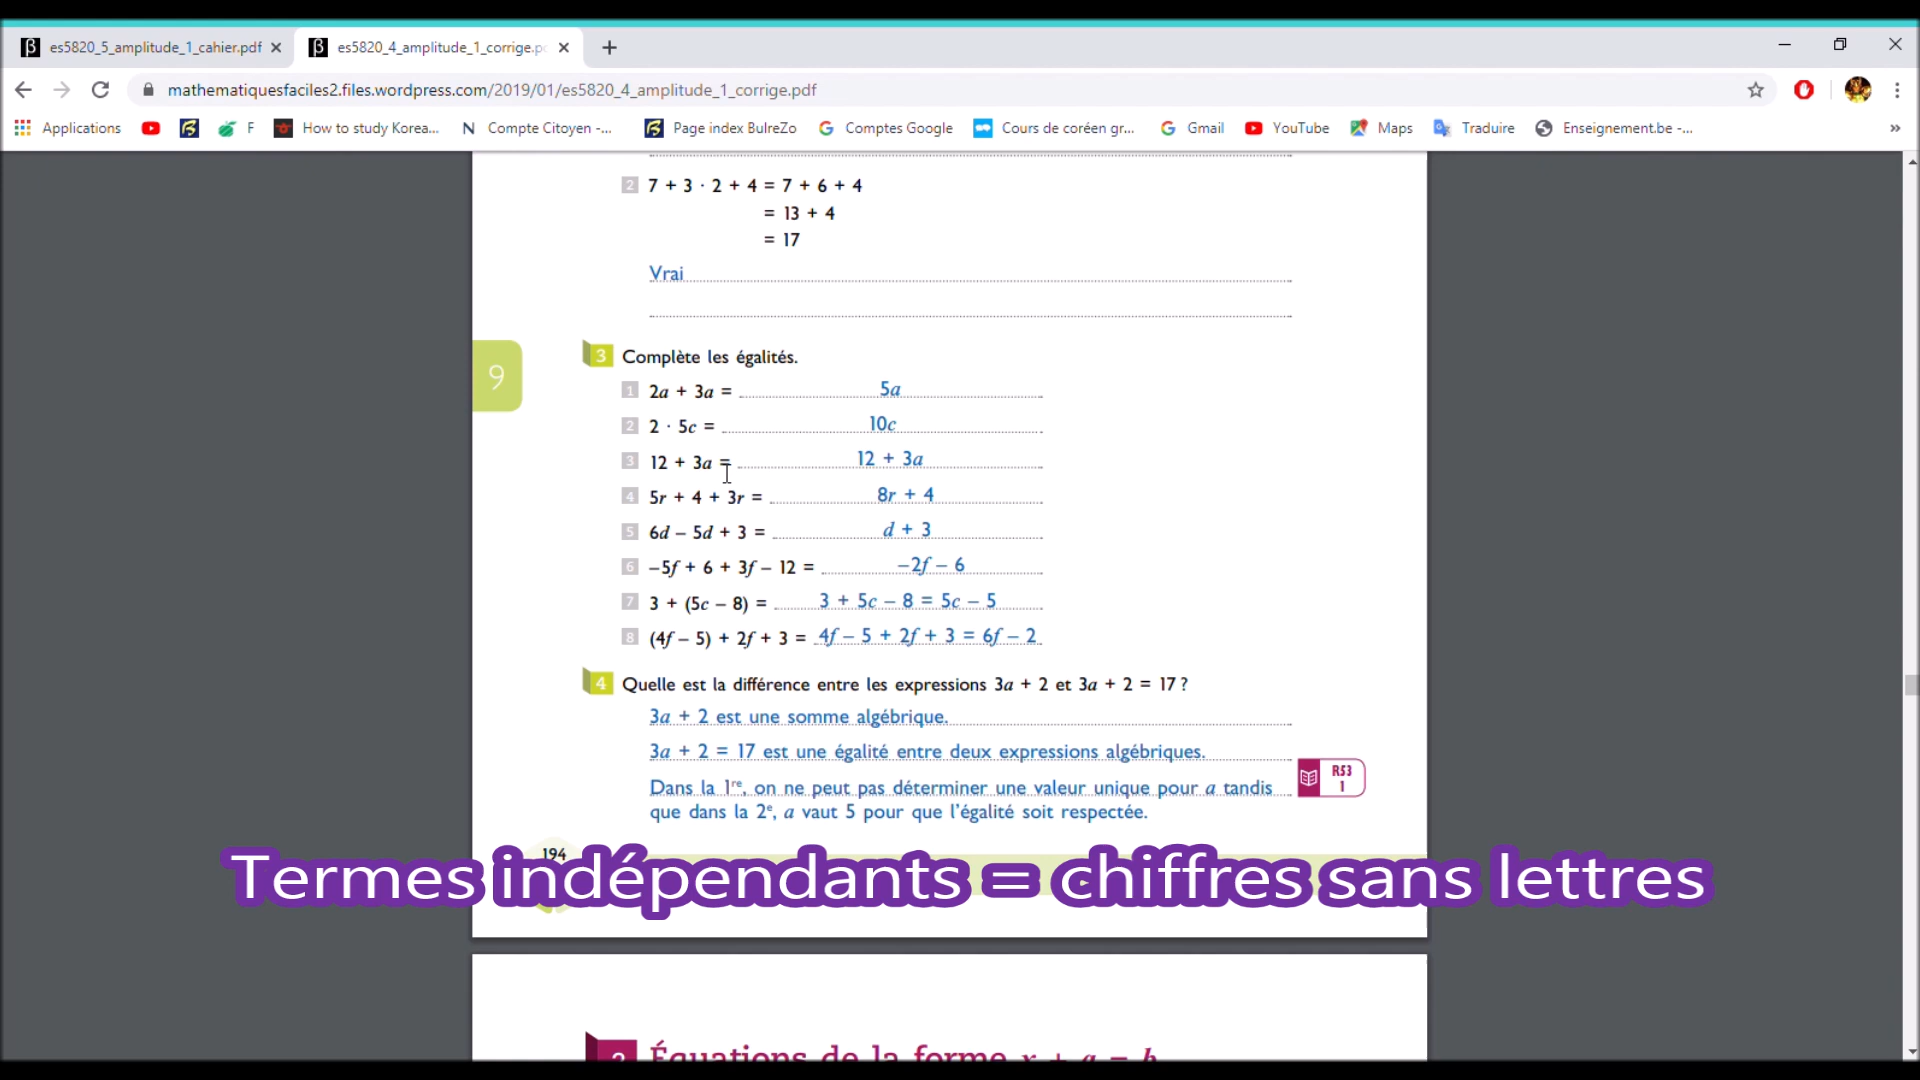 es5820_5_amplitude_1_cahier.pdf
es5820_4_amplitude_1_corrige.p
mathematiquesfaciles2.files.wordpress.com/2019/01/es5820_4_amplitude_1_corrige.pdf
Applications F How to study Korea... Compte Citoyen -... Page index BulreZo Comptes Google Cours de coréen gr... Gmail YouTube Maps Traduire Enseignement.be -... »
2 7 + 3 · 2 + 4 = 7 + 6 + 4
= 13 + 4
= 17
Vrai
9
3 Complète les égalités.
1 2a + 3a = 5a
2 2 · 5c = 10c
3 12 + 3a = 12 + 3a
4 5r + 4 + 3r = 8r + 4
5 6d – 5d + 3 = d + 3
6 –5f + 6 + 3f – 12 = –2f – 6
7 3 + (5c – 8) = 3 + 5c – 8 = 5c – 5
8 (4f – 5) + 2f + 3 = 4f – 5 + 2f + 3 = 6f – 2
4 Quelle est la différence entre les expressions 3a + 2 et 3a + 2 = 17 ?
3a + 2 est une somme algébrique.
3a + 2 = 17 est une égalité entre deux expressions algébriques.
Dans la 1re, on ne peut pas déterminer une valeur unique pour a tandis
que dans la 2e, a vaut 5 pour que l'égalité soit respectée.
R53
1
194
Termes indépendants = chiffres sans lettres
2 Équations de la forme x + a = b